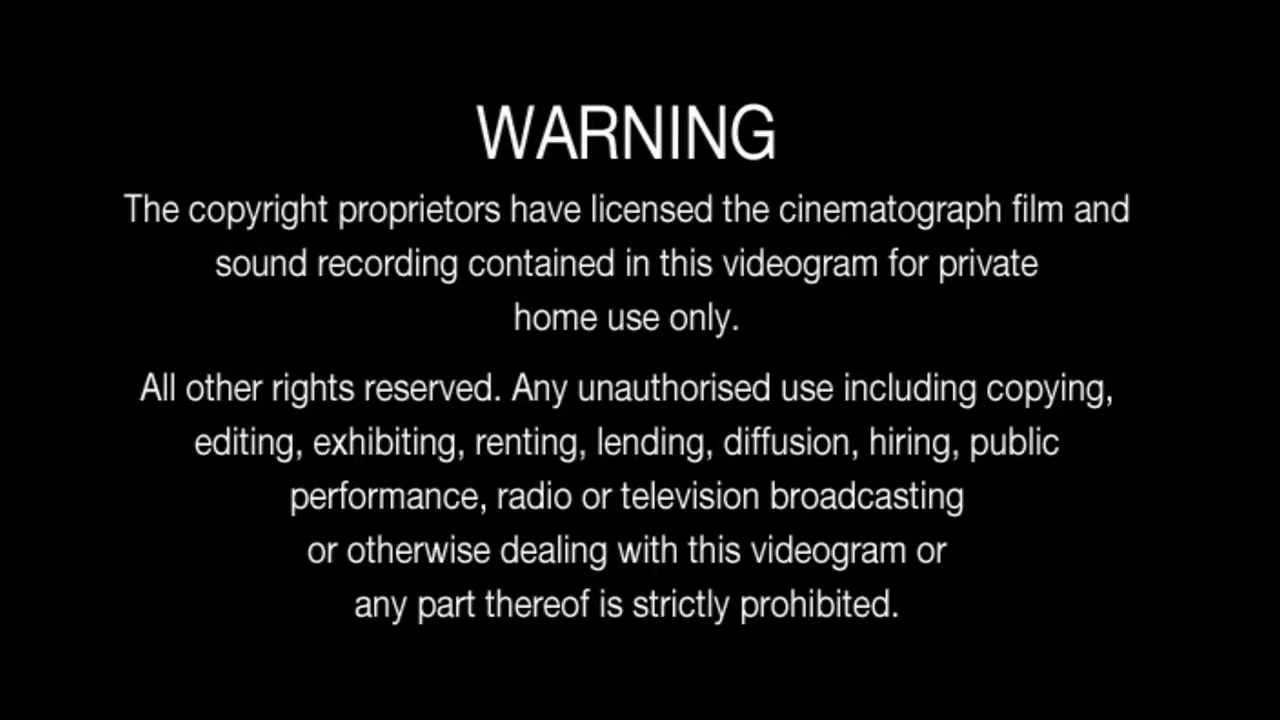 WARNING
The copyright proprietors have licensed the cinematograph film and
sound recording contained in this videogram for private
home use only.
All other rights reserved. Any unauthorised use including copying,
editing, exhibiting, renting, lending, diffusion, hiring, public
performance, radio or television broadcasting
or otherwise dealing with this videogram or
any part thereof is strictly prohibited.